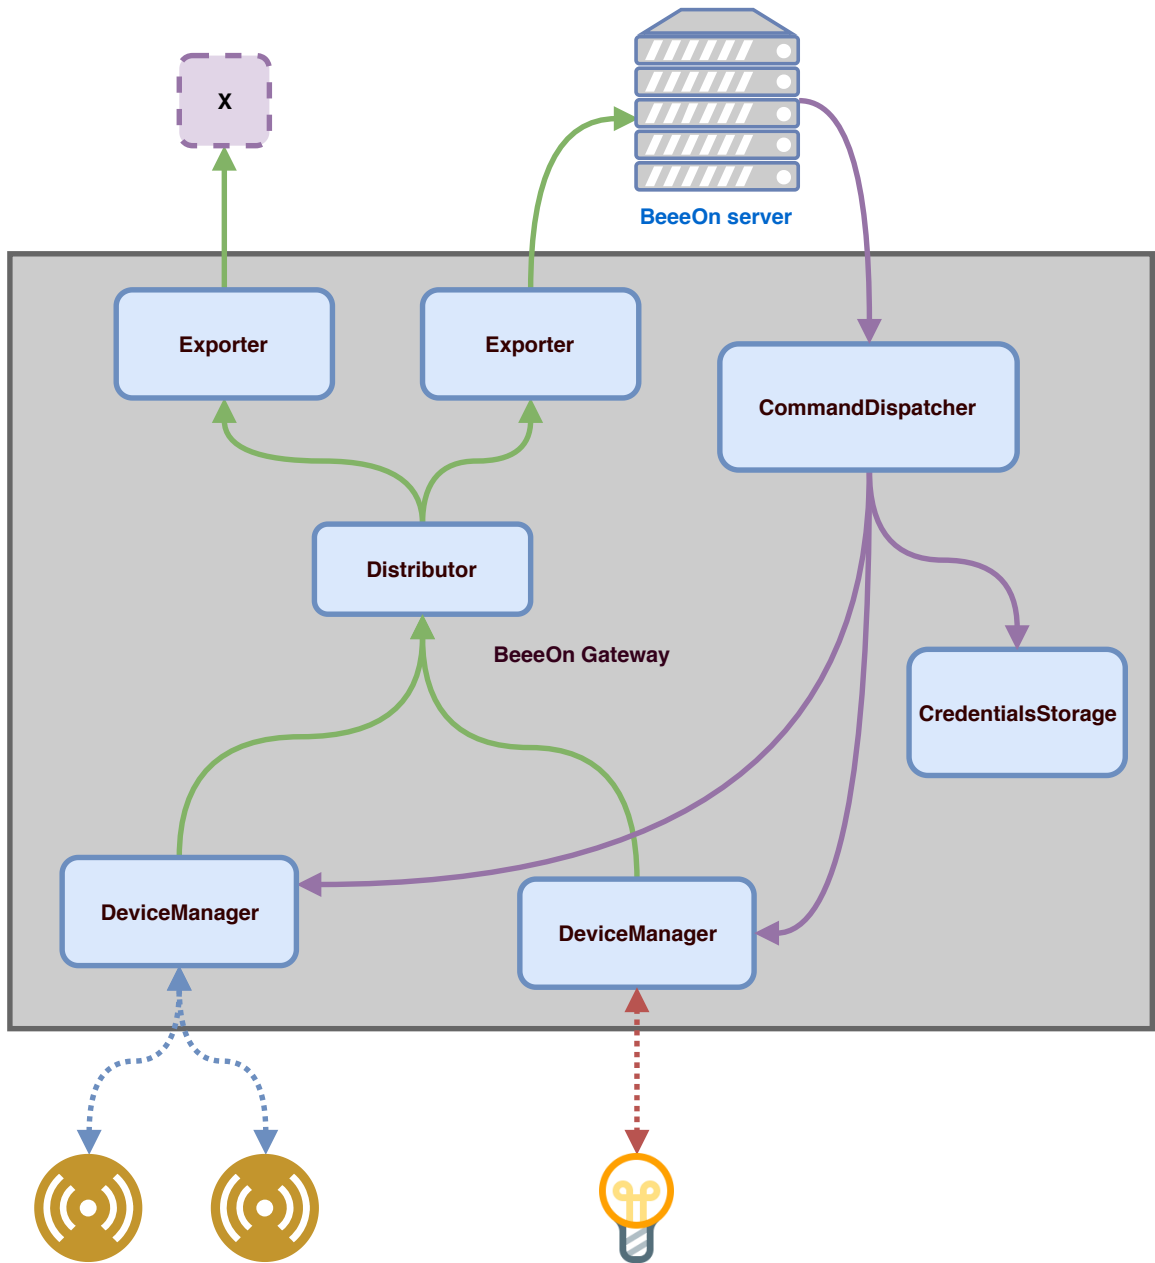 X
BeeeOn server
Exporter
Exporter
CommandDispatcher
Distributor
BeeeOn Gateway
CredentialsStorage
DeviceManager
DeviceManager